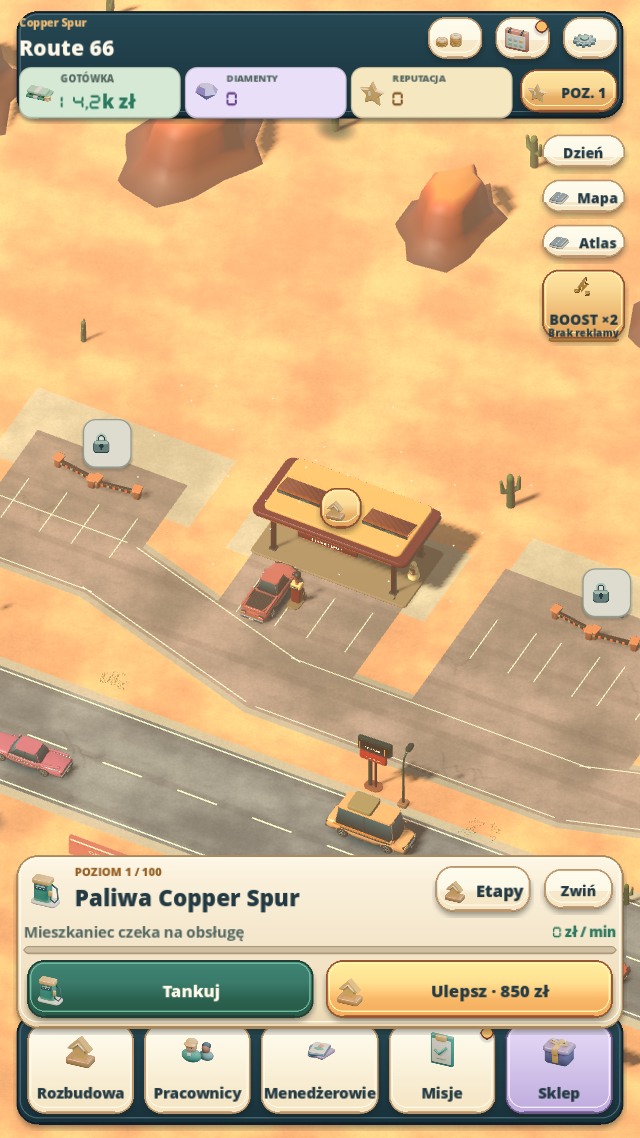 Copper Spur
Route 66
GOTÓWKA
14,2k zł
DIAMENTY
0
REPUTACJA
0
POZ. 1
Dzień
Mapa
Atlas
BOOST ×2
Brak reklamy
POZIOM 1 / 100
Paliwa Copper Spur
Etapy
Zwiń
Mieszkaniec czeka na obsługę
0 zł / min
Tankuj
Ulepsz · 850 zł
Rozbudowa
Pracownicy
Menedżerowie
Misje
Sklep